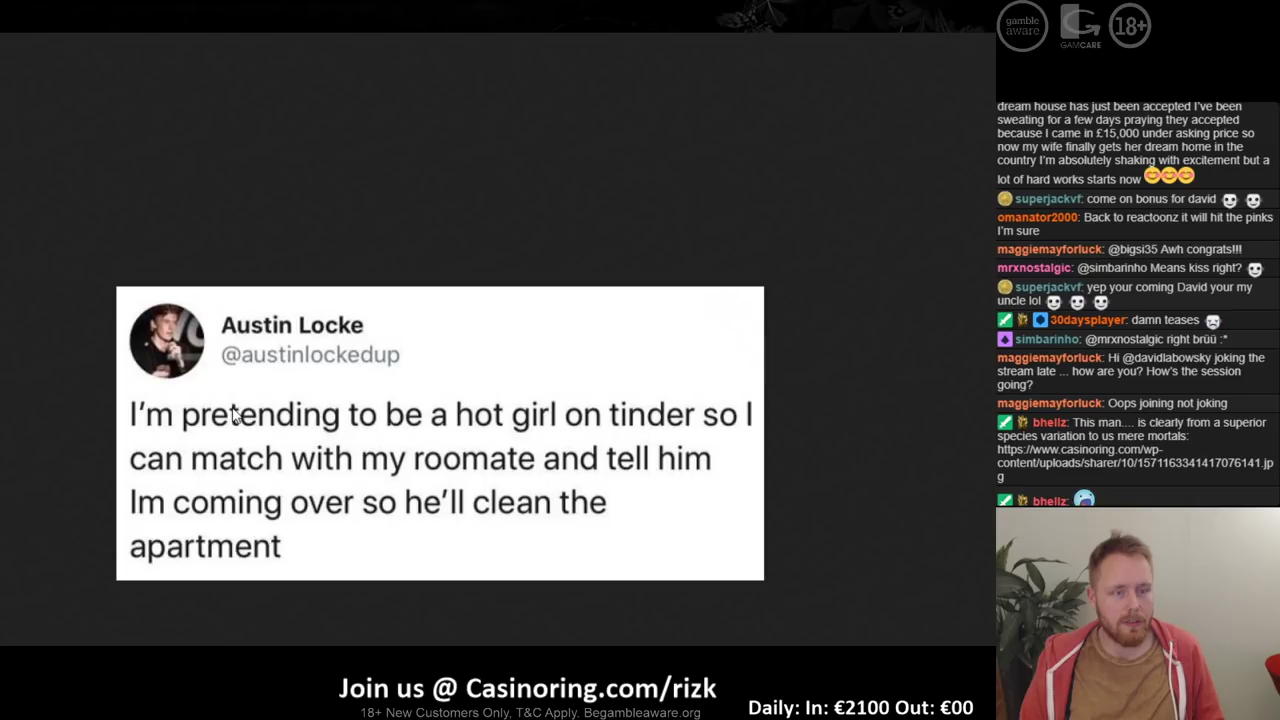 gamble
aware
GAMCARE
18+
dream house has just been accepted I've been
sweating for a few days praying they accepted
because I came in £15,000 under asking price so
now my wife finally gets her dream home in the
country I'm absolutely shaking with excitement but a
lot of hard works starts now
superjackvf: come on bonus for david
omanator2000: Back to reactoonz it will hit the pinks
I'm sure
maggiemayforluck: @bigsi35 Awh congrats!!!
mrxnostalgic: @simbarinho Means kiss right?
superjackvf: yep your coming David your my
uncle lol
30daysplayer: damn teases
simbarinho: @mrxnostalgic right brüü :*
maggiemayforluck: Hi @davidlabowsky joking the
stream late ... how are you? How's the session
going?
maggiemayforluck: Oops joining not joking
bhellz: This man.... is clearly from a superior
species variation to us mere mortals:
https://www.casinoring.com/wp-
content/uploads/sharer/10/1571163341417076141.jp
g
bhellz:
Austin Locke
@austinlockedup
I'm pretending to be a hot girl on tinder so I
can match with my roomate and tell him
Im coming over so he'll clean the
apartment
Join us @ Casinoring.com/rizk
18+ New Customers Only, T&C Apply. Begambleaware.org
Daily: In: €2100 Out: €00